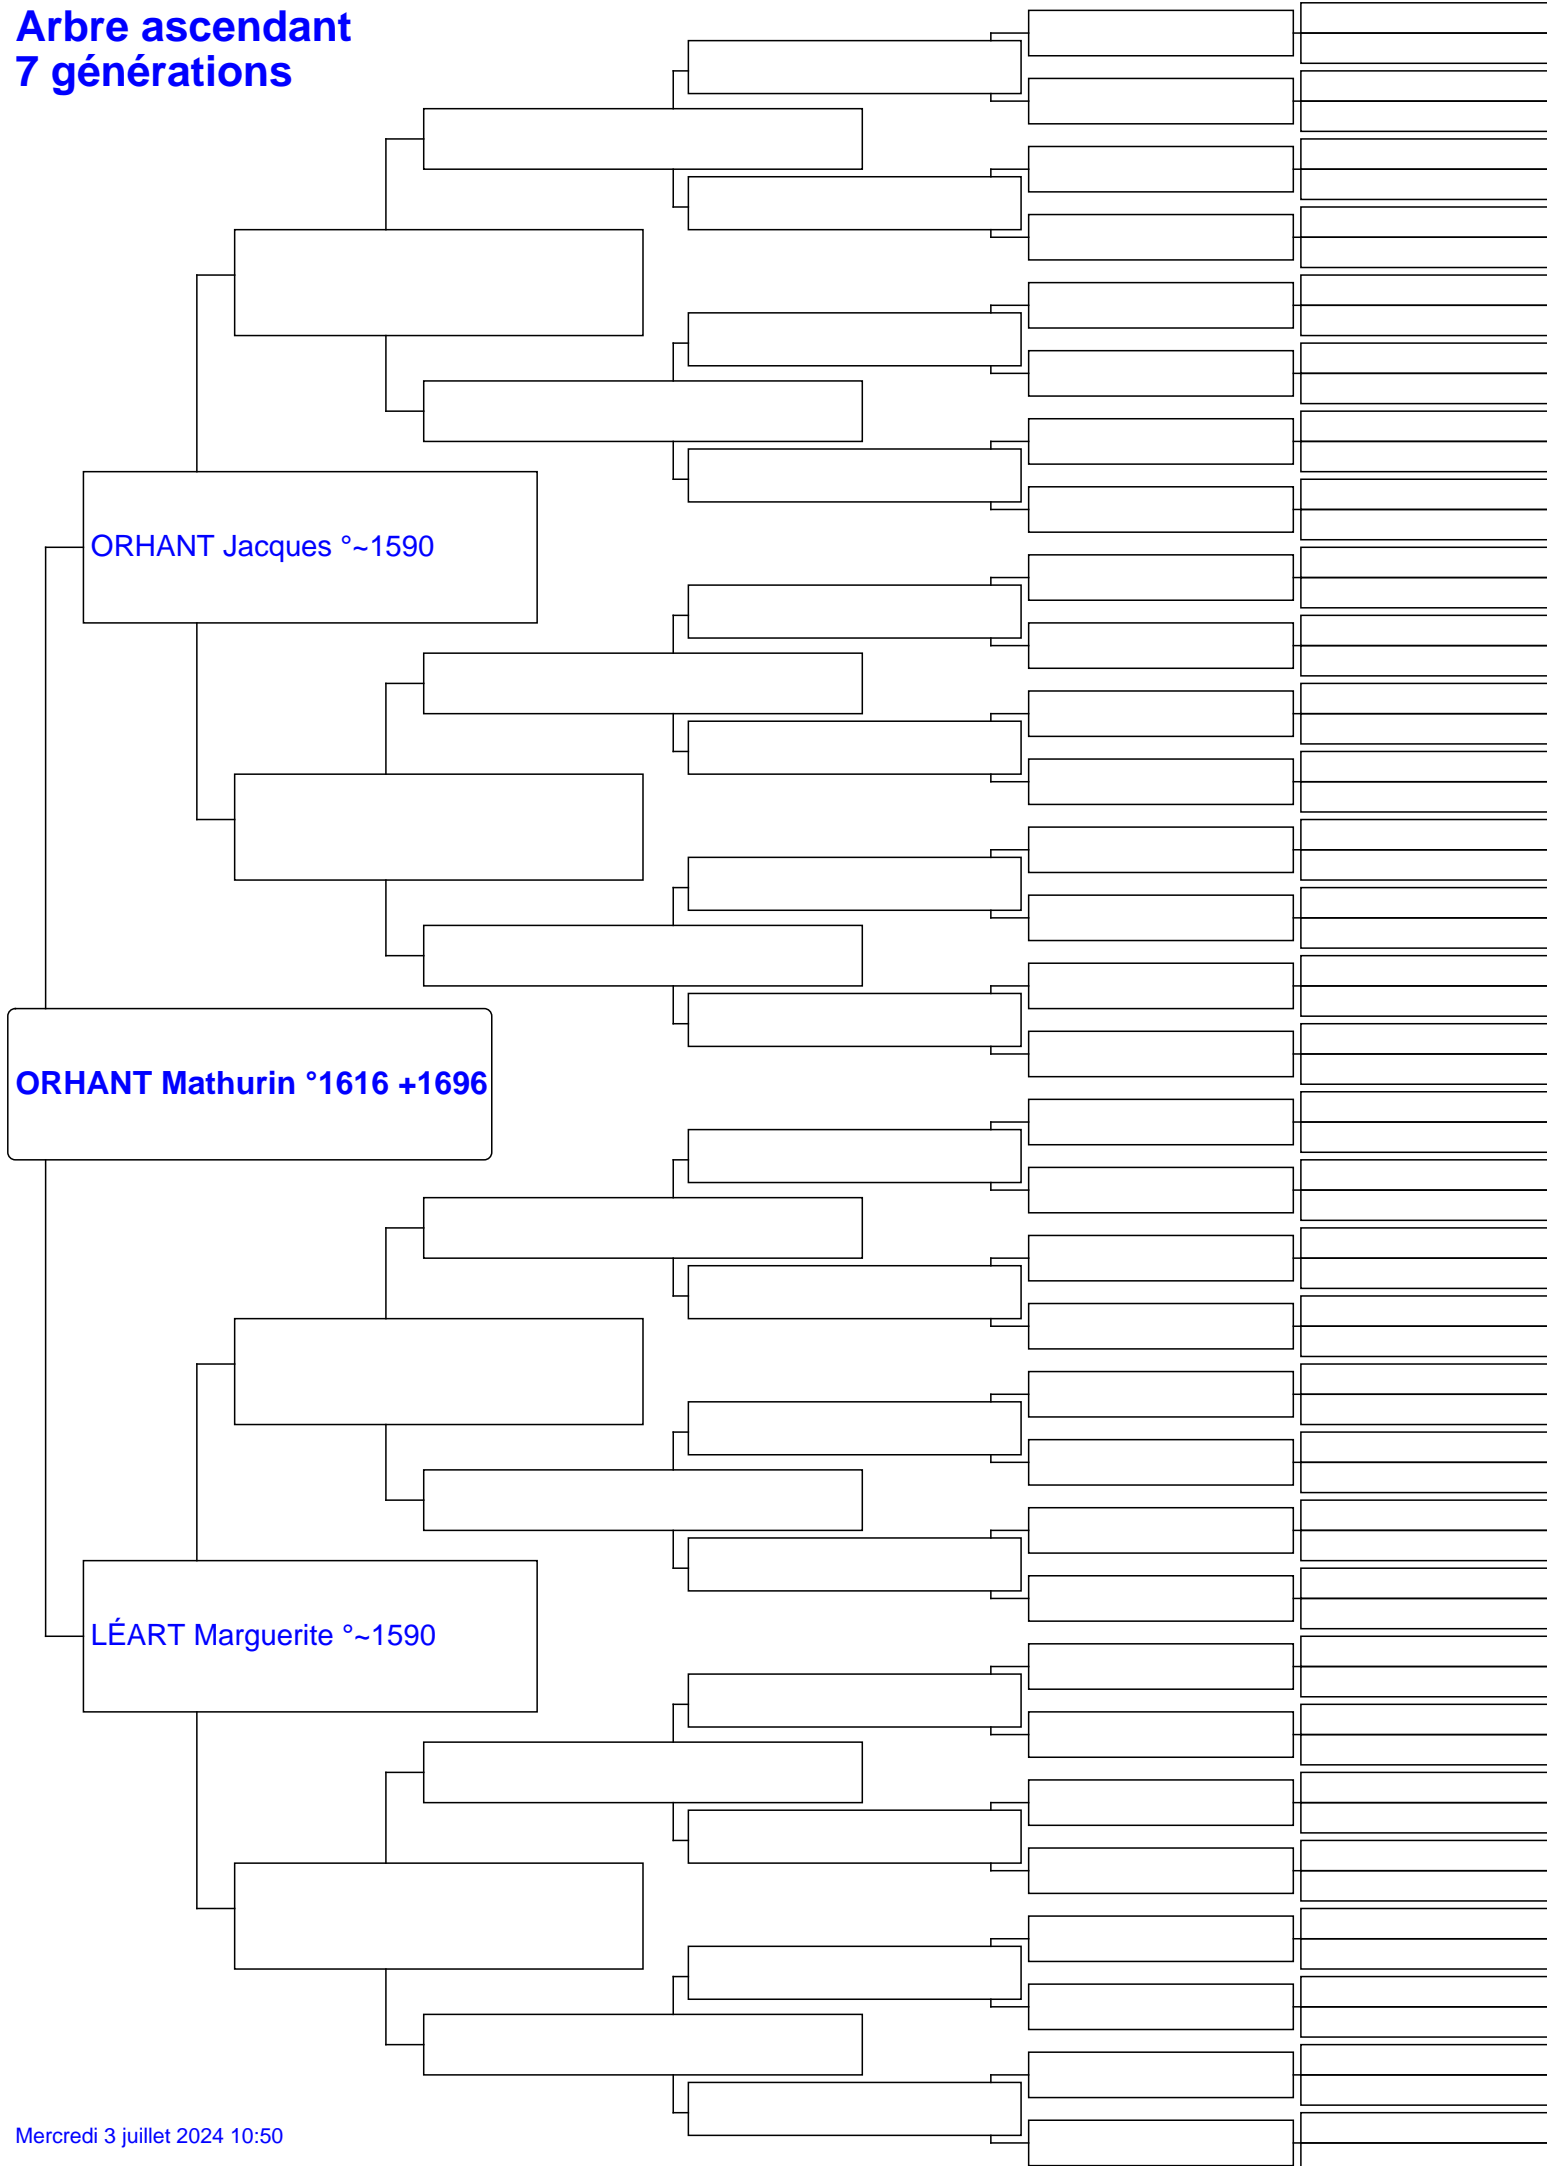 Arbre ascendant
7 générations
ORHANT Jacques °~1590
ORHANT Mathurin °1616 +1696
LÉART Marguerite °~1590
Mercredi 3 juillet 2024 10:50